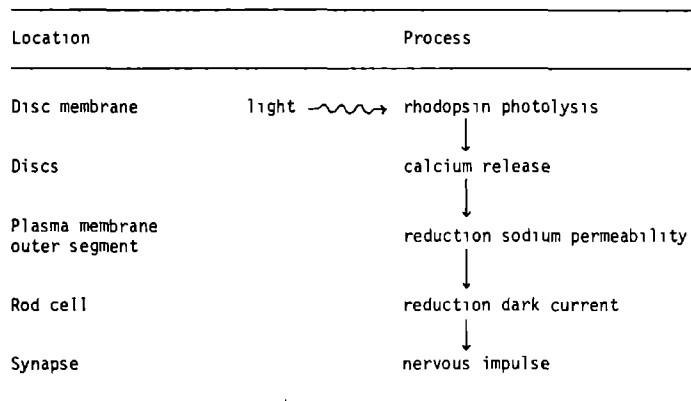 Location Process
Disc membrane light rhodopsin photolysis
Discs calcium release
Plasma membrane
outer segment reduction sodium permeability
Rod cell reduction dark current
Synapse nervous impulse